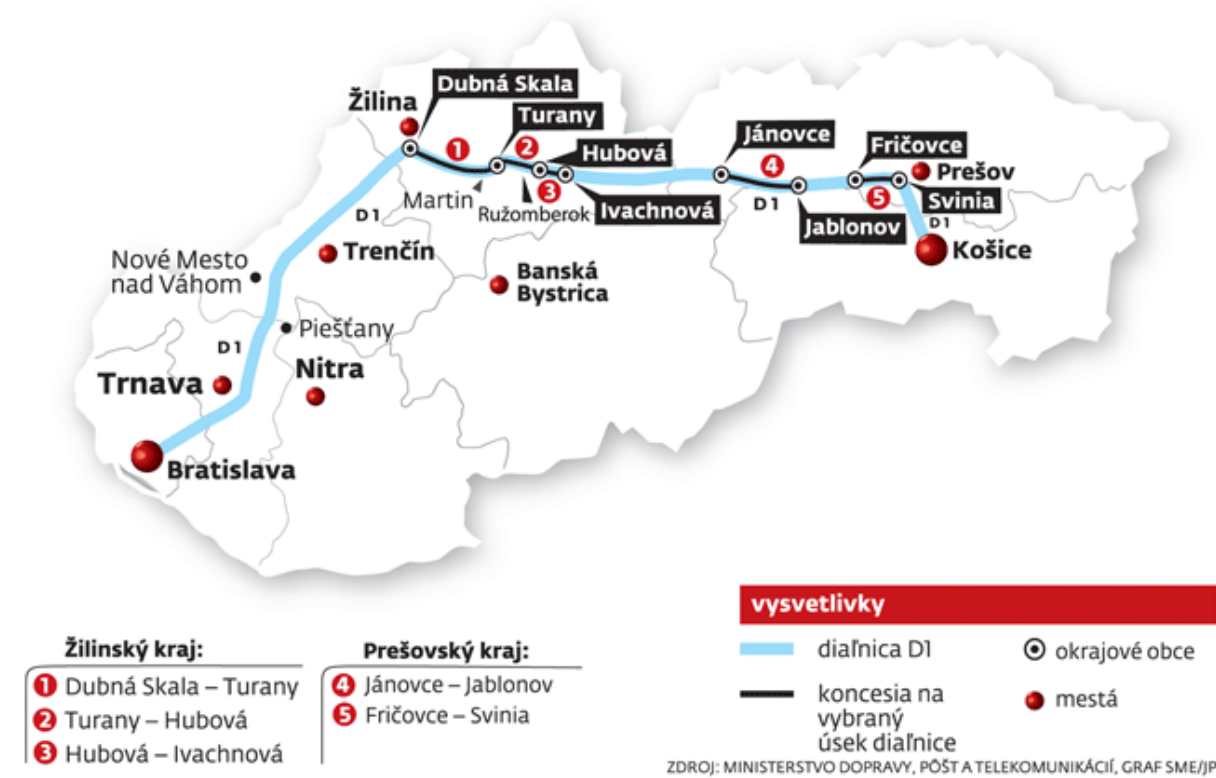 Dubná Skala
Žilina
Turany
1
2
Hubová
Jánovce
Fričovce
4
3
Prešov
Martin
Ružomberok
Ivachnová
D1
5
Svinia
D1
Jablonov
D1
Trenčín
Košice
Nové Mesto
nad Váhom
Banská
Bystrica
Piešťany
D1
Nitra
Trnava
Bratislava
vysvetlivky
diaľnica D1
okrajové obce
koncesia na
vybraný
úsek diaľnice
mestá
Žilinský kraj:
1 Dubná Skala – Turany
2 Turany – Hubová
3 Hubová – Ivachnová
Prešovský kraj:
4 Jánovce – Jablonov
5 Fričovce – Svinia
ZDROJ: MINISTERSTVO DOPRAVY, PÔŠT A TELEKOMUNIKÁCIÍ, GRAF SME/JP